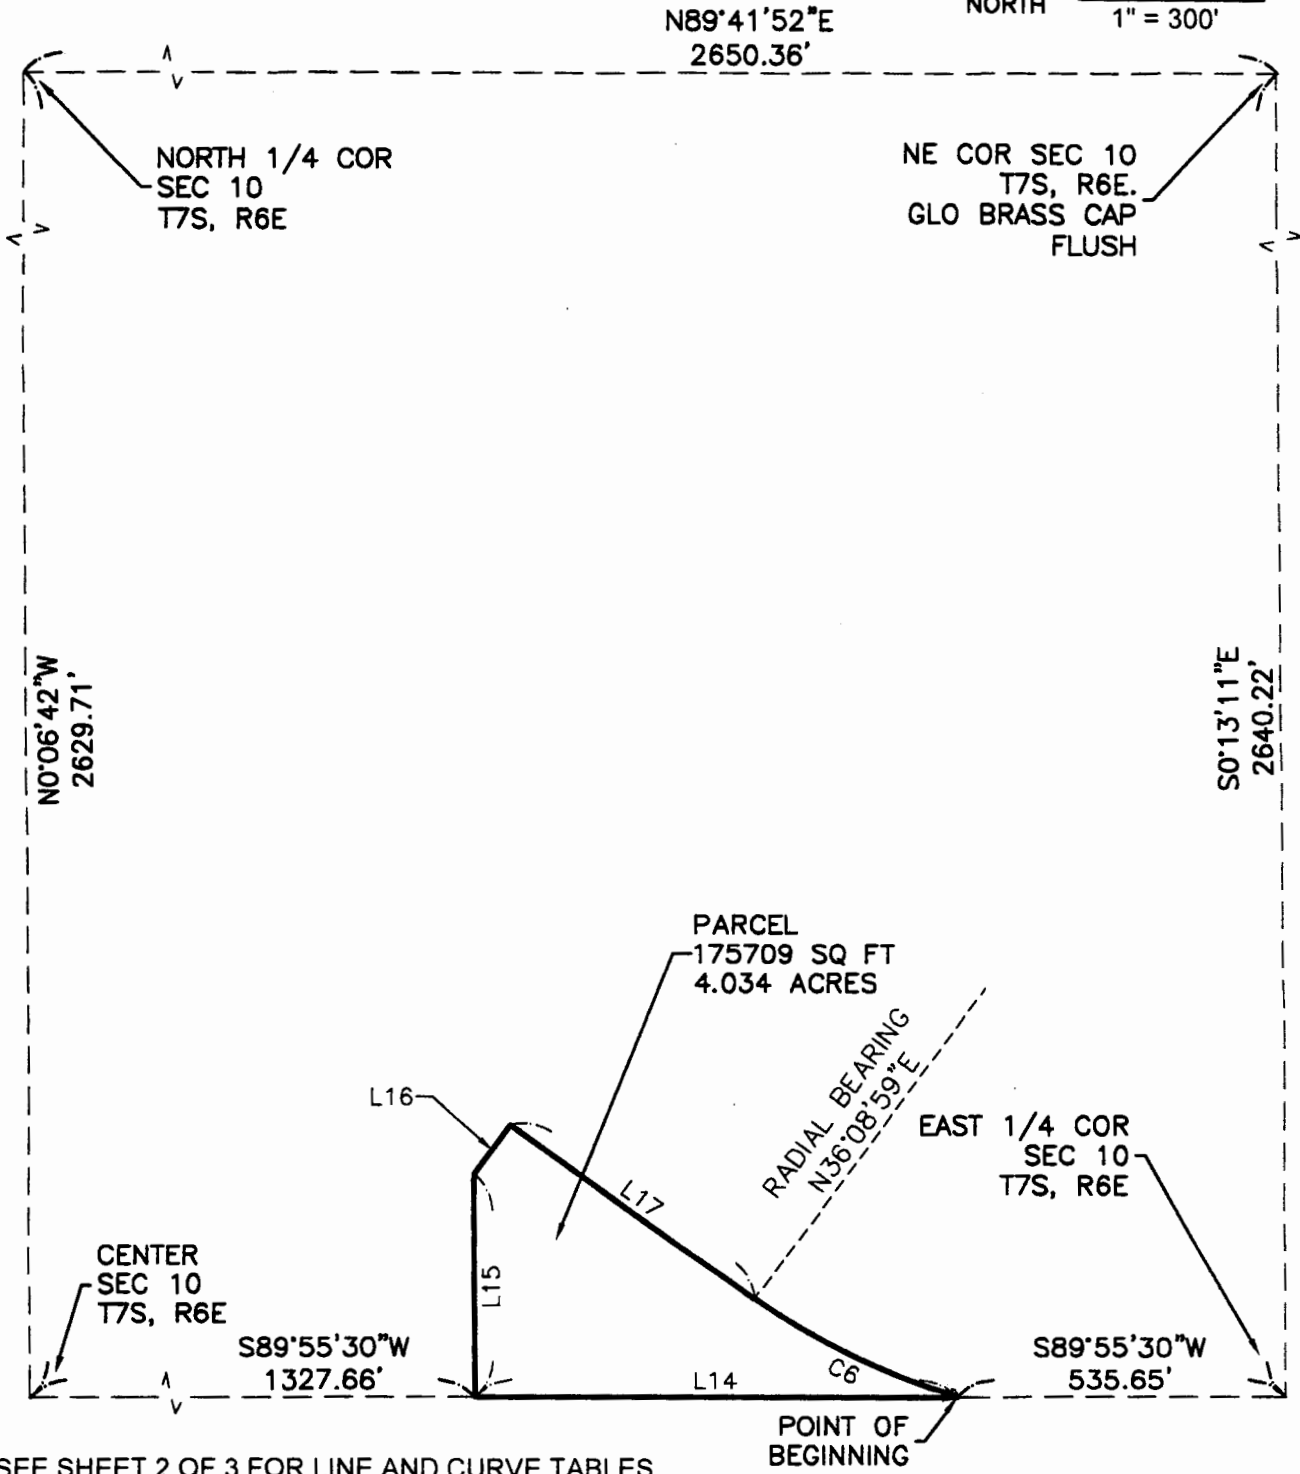 N89°41'52"E
2650.36'
NORTH
1" = 300'
NORTH 1/4 COR
SEC 10
T7S, R6E
NE COR SEC 10
T7S, R6E.
GLO BRASS CAP
FLUSH
N0°06'42"W
2629.71'
S0°13'11"E
2640.22'
PARCEL
175709 SQ FT
4.034 ACRES
RADIAL BEARING
N36°08'59"E
L16
L17
EAST 1/4 COR
SEC 10
T7S, R6E
CENTER
SEC 10
T7S, R6E
L15
S89°55'30"W
1327.66'
L14
C6
S89°55'30"W
535.65'
POINT OF
BEGINNING
SEE SHEET 2 OF 3 FOR LINE AND CURVE TABLES